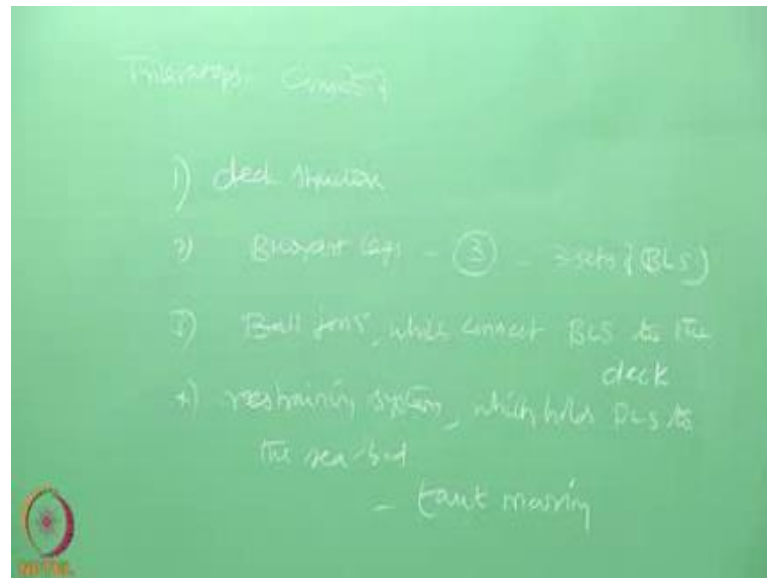 Triceratops consists of
1) deck structure
2) Buoyant legs - 3 - 3 sets of BLS)
3) Ball joints, which connect BLS to the
deck
4) restraining system, which holds BLS to
the sea bed
- taut mooring
NPTEL